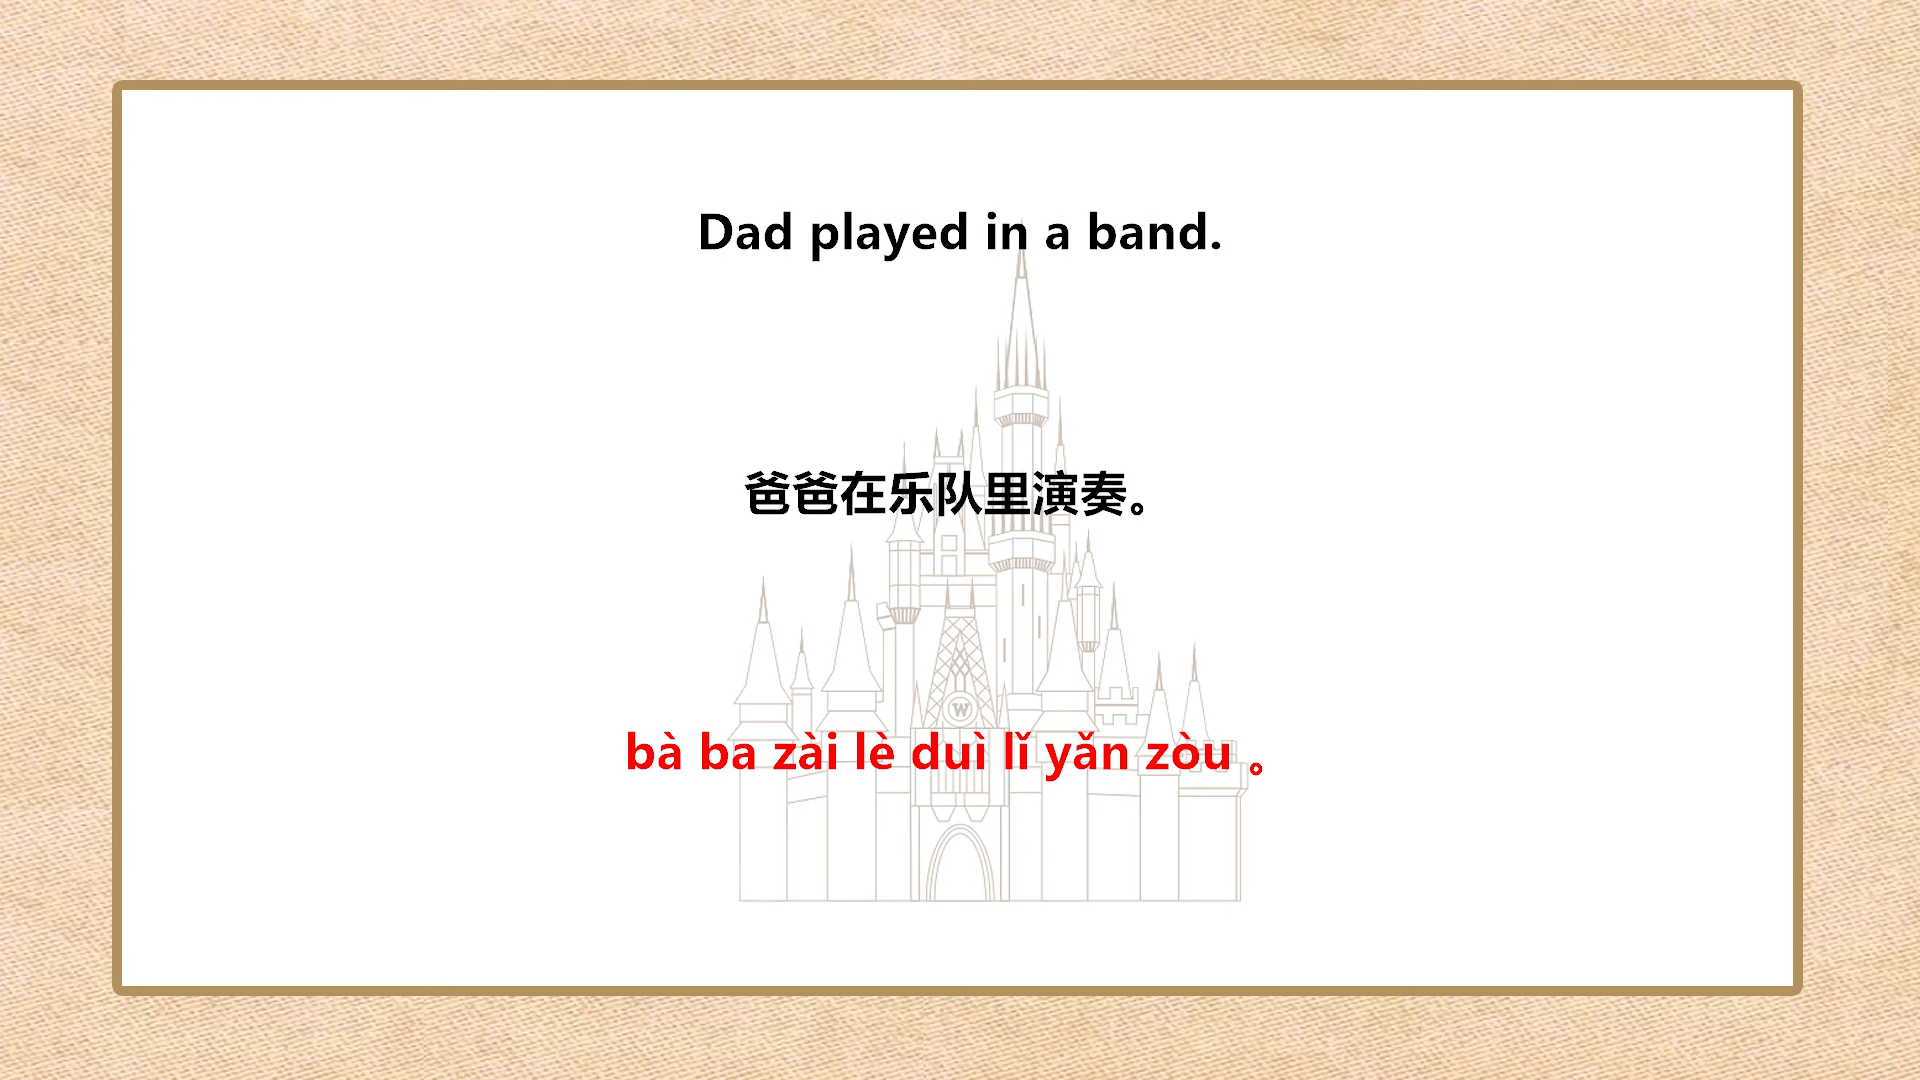 Dad played in a band.
爸爸在乐队里演奏。
W
bà ba zài lè duì lǐ yǎn zòu 。